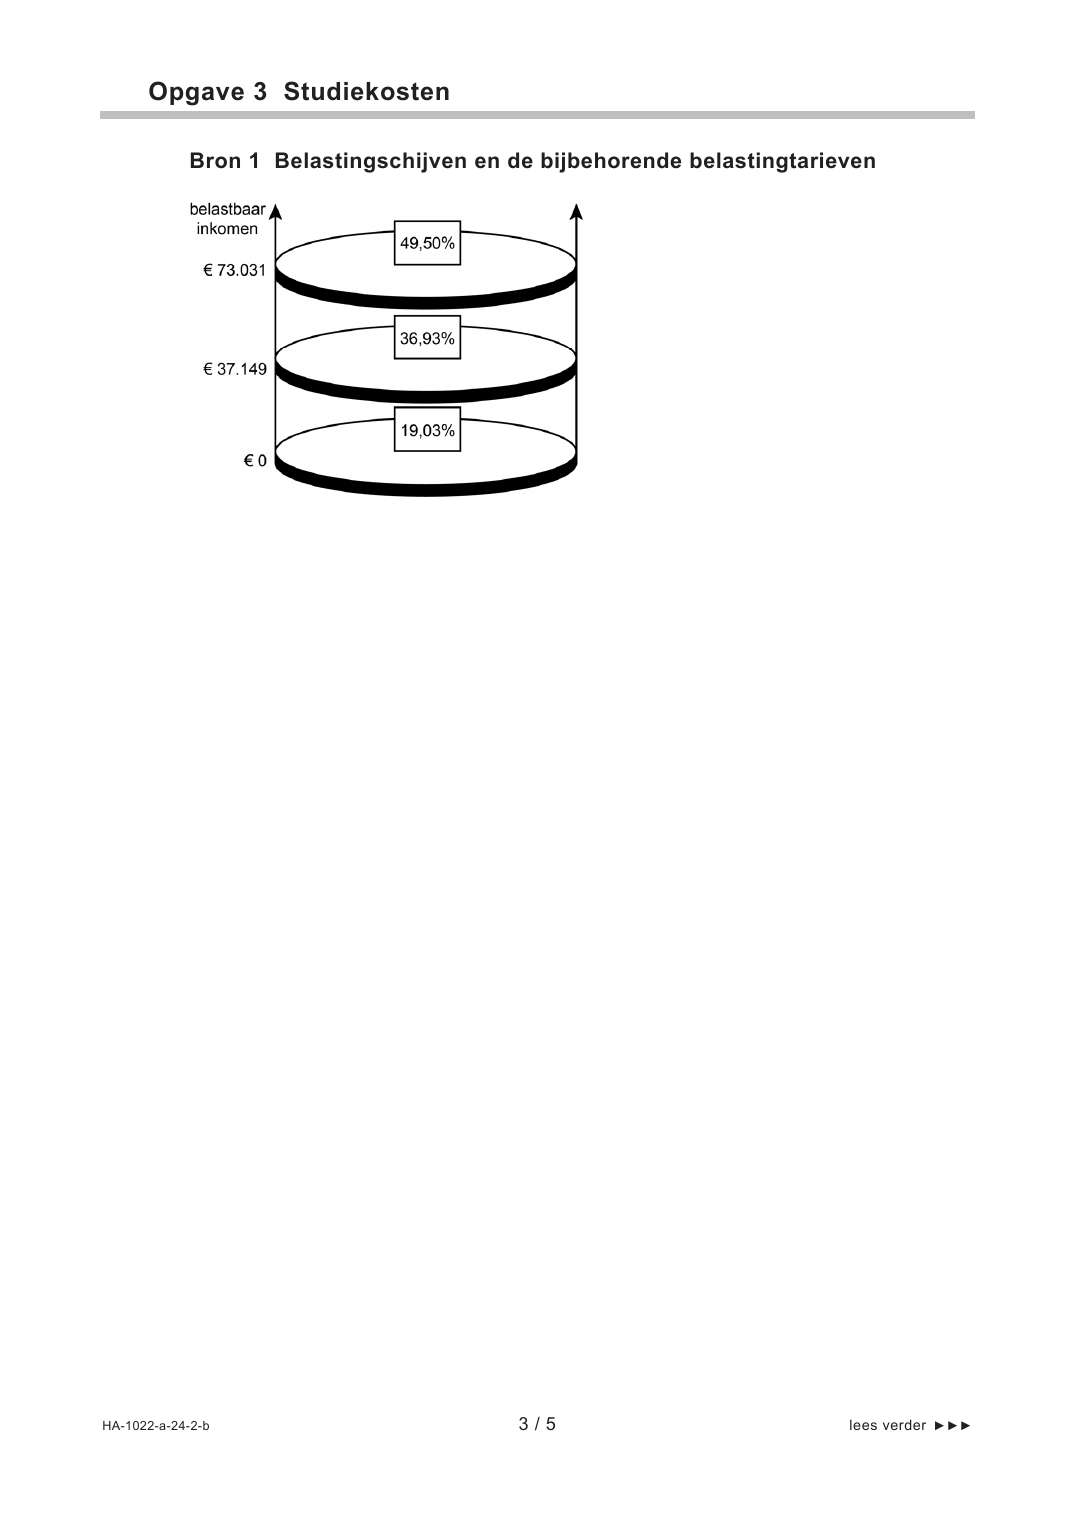 Opgave 3 Studiekosten
Bron 1 Belastingschijven en de bijbehorende belastingtarieven
belastbaar
inkomen
49,50%
€ 73.031
36,93%
€ 37.149
19,03%
€ 0
HA-1022-a-24-2-b
3 / 5
lees verder ►►►